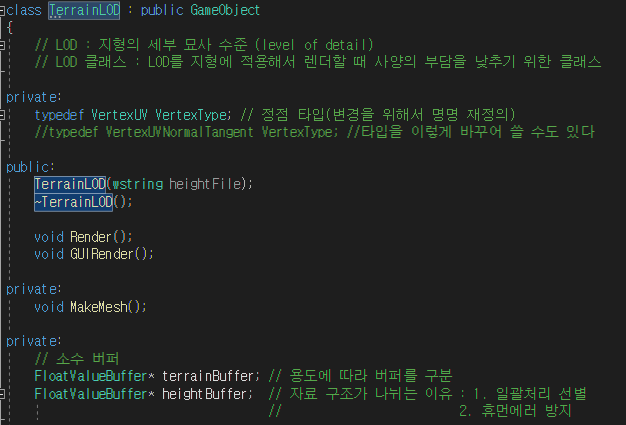 class TerrainLOD : public GameObject
{
// LOD : 지형의 세부 묘사 수준 (level of detail)
// LOD 클래스 : LOD를 지형에 적용해서 렌더할 때 사양의 부담을 낮추기 위한 클래스
private:
typedef VertexUV VertexType; // 정점 타입(변경을 위해서 명명 재정의)
//typedef VertexUVNormalTangent VertexType; //타입을 이렇게 바꾸어 쓸 수도 있다
public:
TerrainLOD(wstring heightFile);
~TerrainLOD();
void Render();
void GUIRender();
private:
void MakeMesh();
private:
// 소수 버퍼
FloatValueBuffer* terrainBuffer; // 용도에 따라 버퍼를 구분
FloatValueBuffer* heightBuffer; // 자료 구조가 나뉘는 이유 : 1. 일괄처리 선별
// 2. 휴먼에러 방지